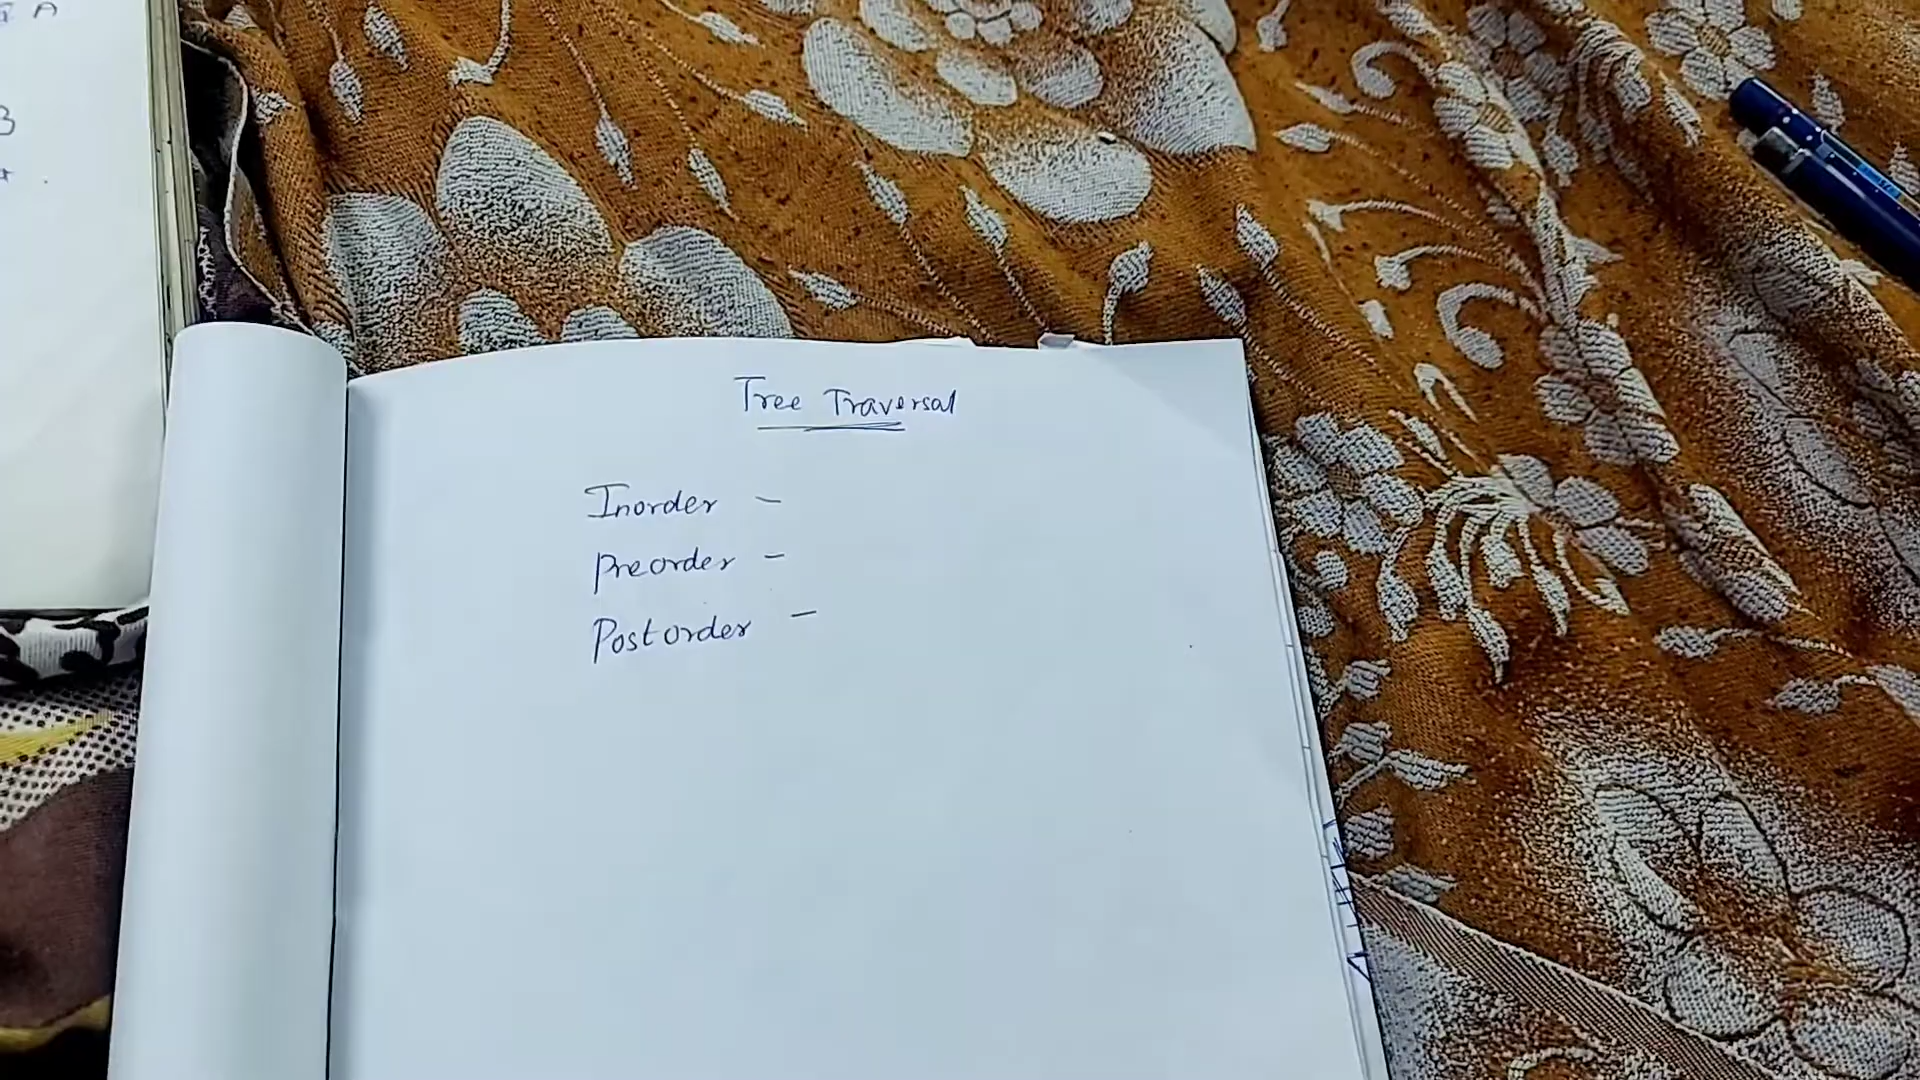 A
B
Tree Traversal
Inorder -
Preorder -
Postorder -